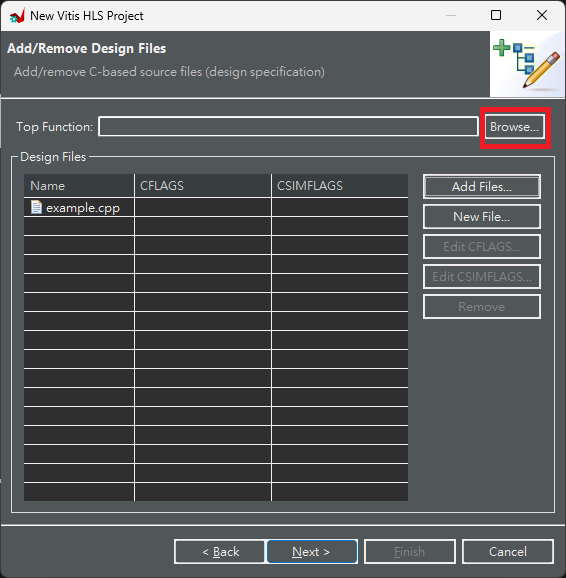 New Vitis HLS Project
Add/Remove Design Files
Add/remove C-based source files (design specification)
Top Function:
Browse...
Design Files
Name CFLAGS CSIMFLAGS
example.cpp
Add Files...
New File...
Edit CFLAGS...
Edit CSIMFLAGS...
Remove
< Back Next > Finish Cancel